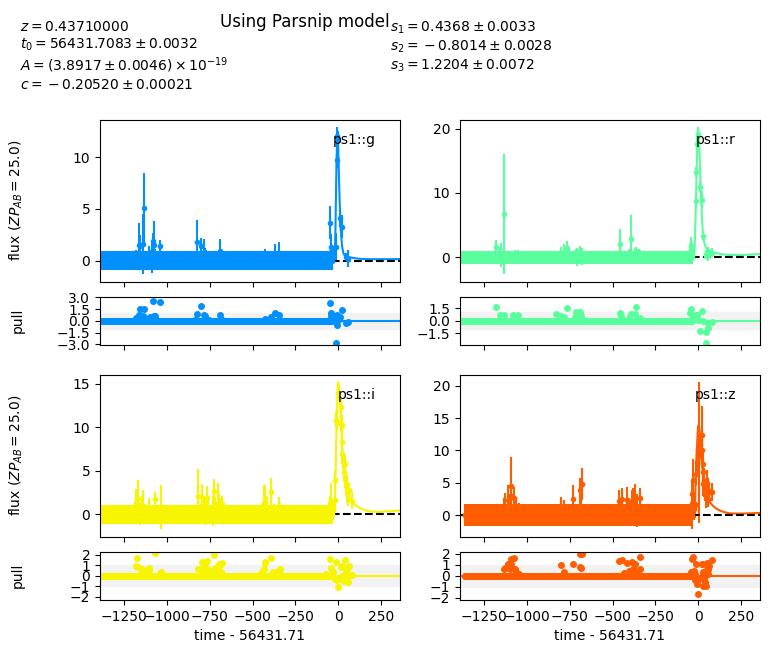 Using Parsnip model
z = 0.43710000
t₀ = 56431.7083 ± 0.0032
A = (3.8917 ± 0.0046) × 10⁻¹⁹
c = −0.20520 ± 0.00021
s₁ = 0.4368 ± 0.0033
s₂ = −0.8014 ± 0.0028
s₃ = 1.2204 ± 0.0072
ps1::g
10
5
0
flux (ZP_AB = 25.0)
3.0
1.5
0.0
−1.5
−3.0
pull
ps1::r
20
10
0
1.5
0.0
−1.5
ps1::i
15
10
5
0
flux (ZP_AB = 25.0)
2
1
0
−1
−2
pull
−1250 −1000 −750 −500 −250 0 250
time - 56431.71
ps1::z
20
15
10
5
0
2
1
0
−1
−2
−1250 −1000 −750 −500 −250 0 250
time - 56431.71